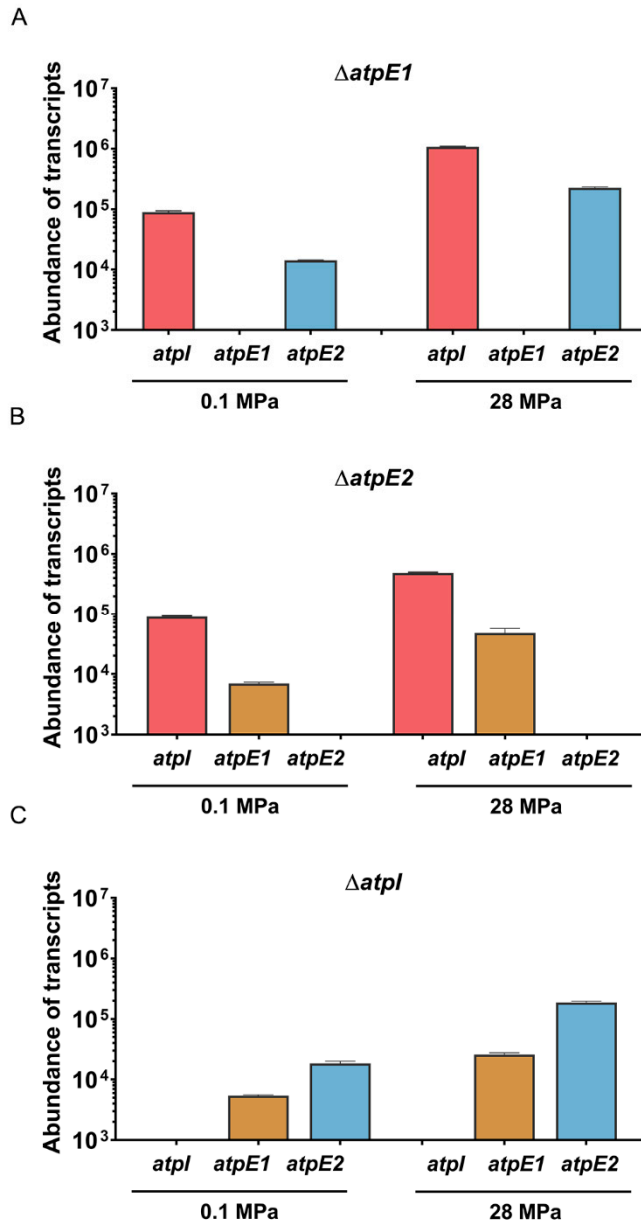 A
ΔatpE1
Abundance of transcripts
10⁷
10⁶
10⁵
10⁴
10³
atpI atpE1 atpE2 atpI atpE1 atpE2
0.1 MPa 28 MPa
B
ΔatpE2
Abundance of transcripts
10⁷
10⁶
10⁵
10⁴
10³
atpI atpE1 atpE2 atpI atpE1 atpE2
0.1 MPa 28 MPa
C
ΔatpI
Abundance of transcripts
10⁷
10⁶
10⁵
10⁴
10³
atpI atpE1 atpE2 atpI atpE1 atpE2
0.1 MPa 28 MPa